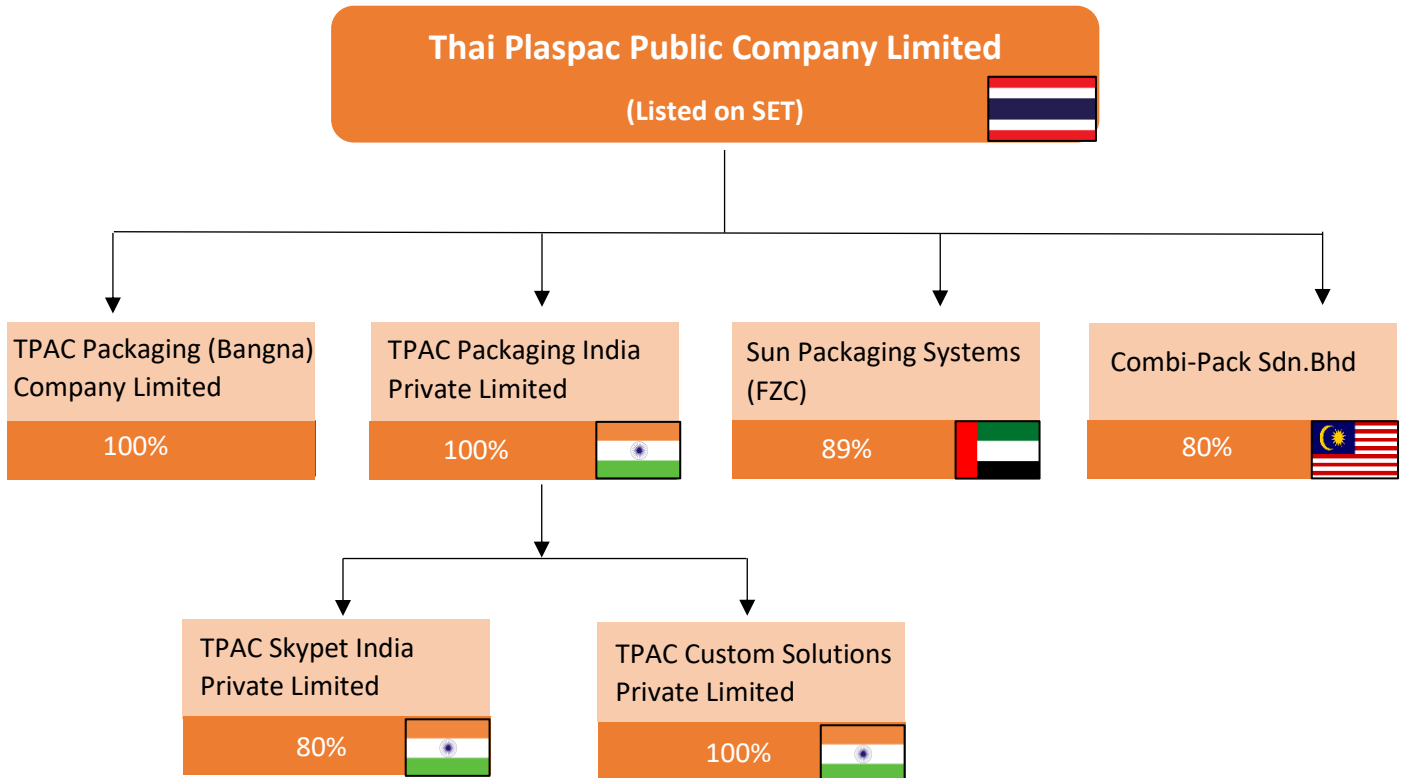 Thai Plaspac Public Company Limited
(Listed on SET)
TPAC Packaging (Bangna)
Company Limited
100%
TPAC Packaging India
Private Limited
100%
Sun Packaging Systems
(FZC)
89%
Combi-Pack Sdn.Bhd
80%
TPAC Skypet India
Private Limited
80%
TPAC Custom Solutions
Private Limited
100%